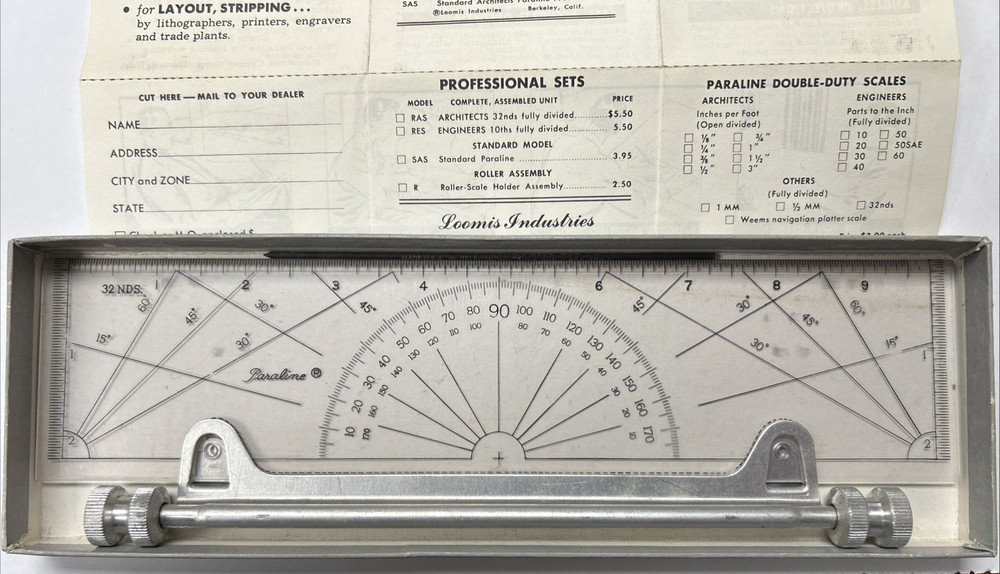 • for LAYOUT, STRIPPING...
by lithographers, printers, engravers
and trade plants.
SAS Standard Architects Paraline
®Loomis Industries Berkeley, Calif.
CUT HERE — MAIL TO YOUR DEALER
NAME
ADDRESS
CITY and ZONE
STATE
PROFESSIONAL SETS
MODEL COMPLETE, ASSEMBLED UNIT PRICE
☐ RAS ARCHITECTS 32nds fully divided..........$5.50
☐ RES ENGINEERS 10ths fully divided........... 5.50
STANDARD MODEL
☐ SAS Standard Paraline ................................ 3.95
ROLLER ASSEMBLY
☐ R Roller-Scale Holder Assembly................. 2.50
Loomis Industries
PARALINE DOUBLE-DUTY SCALES
ARCHITECTS
Inches per Foot
(Open divided)
☐ ⅛" ☐ ¾"
☐ ¼" ☐ 1"
☐ ⅜" ☐ 1½"
☐ ½" ☐ 3"
ENGINEERS
Parts to the Inch
(Fully divided)
☐ 10 ☐ 50
☐ 20 ☐ 50SAE
☐ 30 ☐ 60
☐ 40
OTHERS
(Fully divided)
☐ 1 MM ☐ ½ MM ☐ 32nds
☐ Weems navigation plotter scale
32 NDS. 1 2 3 4 6 7 8 9
60° 45° 30° 45° 45° 30° 45° 60°
15° 30° 30° 15°
1 1
2 2
Paraline ®
10 20 30 40 50 60 70 80 90 100 110 120 130 140 150 160 170
170 160 150 140 130 120 110 100 80 70 60 50 40 30 20 10